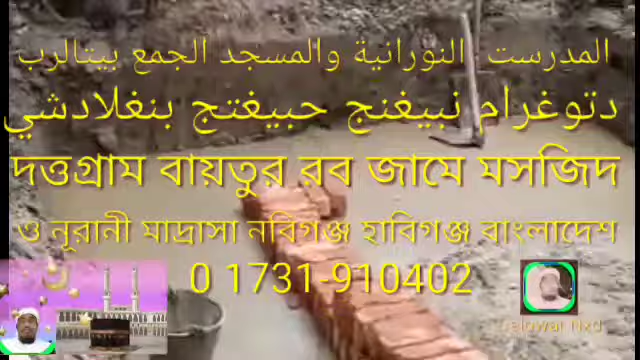 المدرست النورانية والمسجد الجمع بيتالرب
دتوغرام نبيغنج حبيغتج بنغلادشي
দত্তগ্রাম বায়তুর রব জামে মসজিদ
ও নূরানী মাদ্রাসা নবিগঞ্জ হাবিগঞ্জ বাংলাদেশ
0 1731-910402